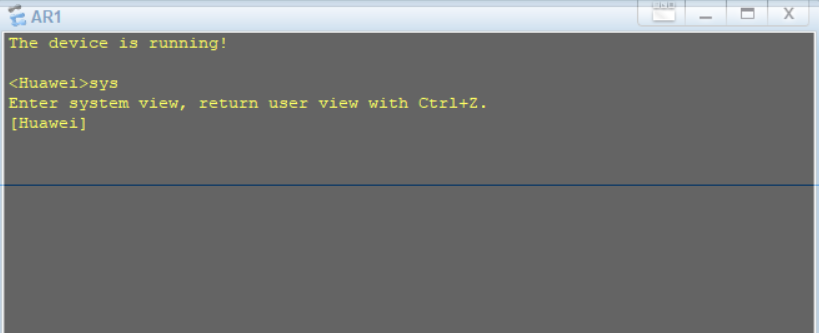 AR1
The device is running!
<Huawei>sys
Enter system view, return user view with Ctrl+Z.
[Huawei]